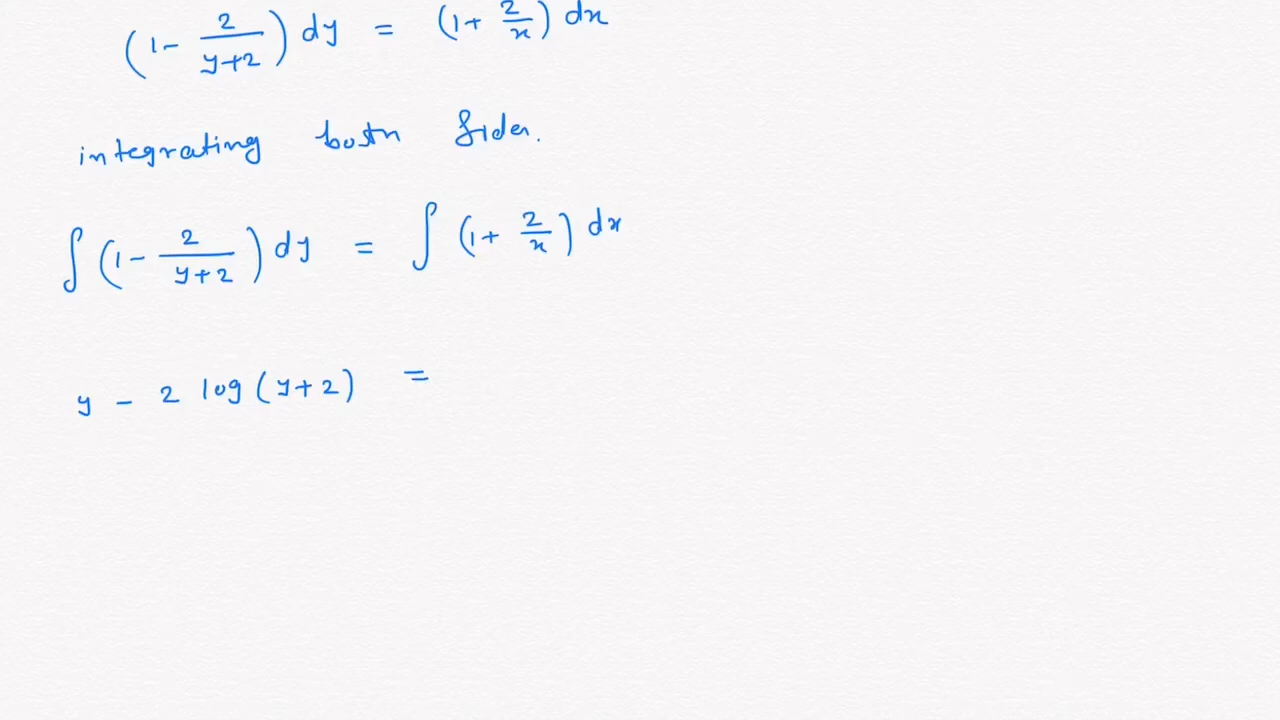 (1 - 2/(y+2)) dy = (1 + 2/x) dx
integrating both sides.
∫ (1 - 2/(y+2)) dy = ∫ (1 + 2/x) dx
y - 2 log (y+2) =